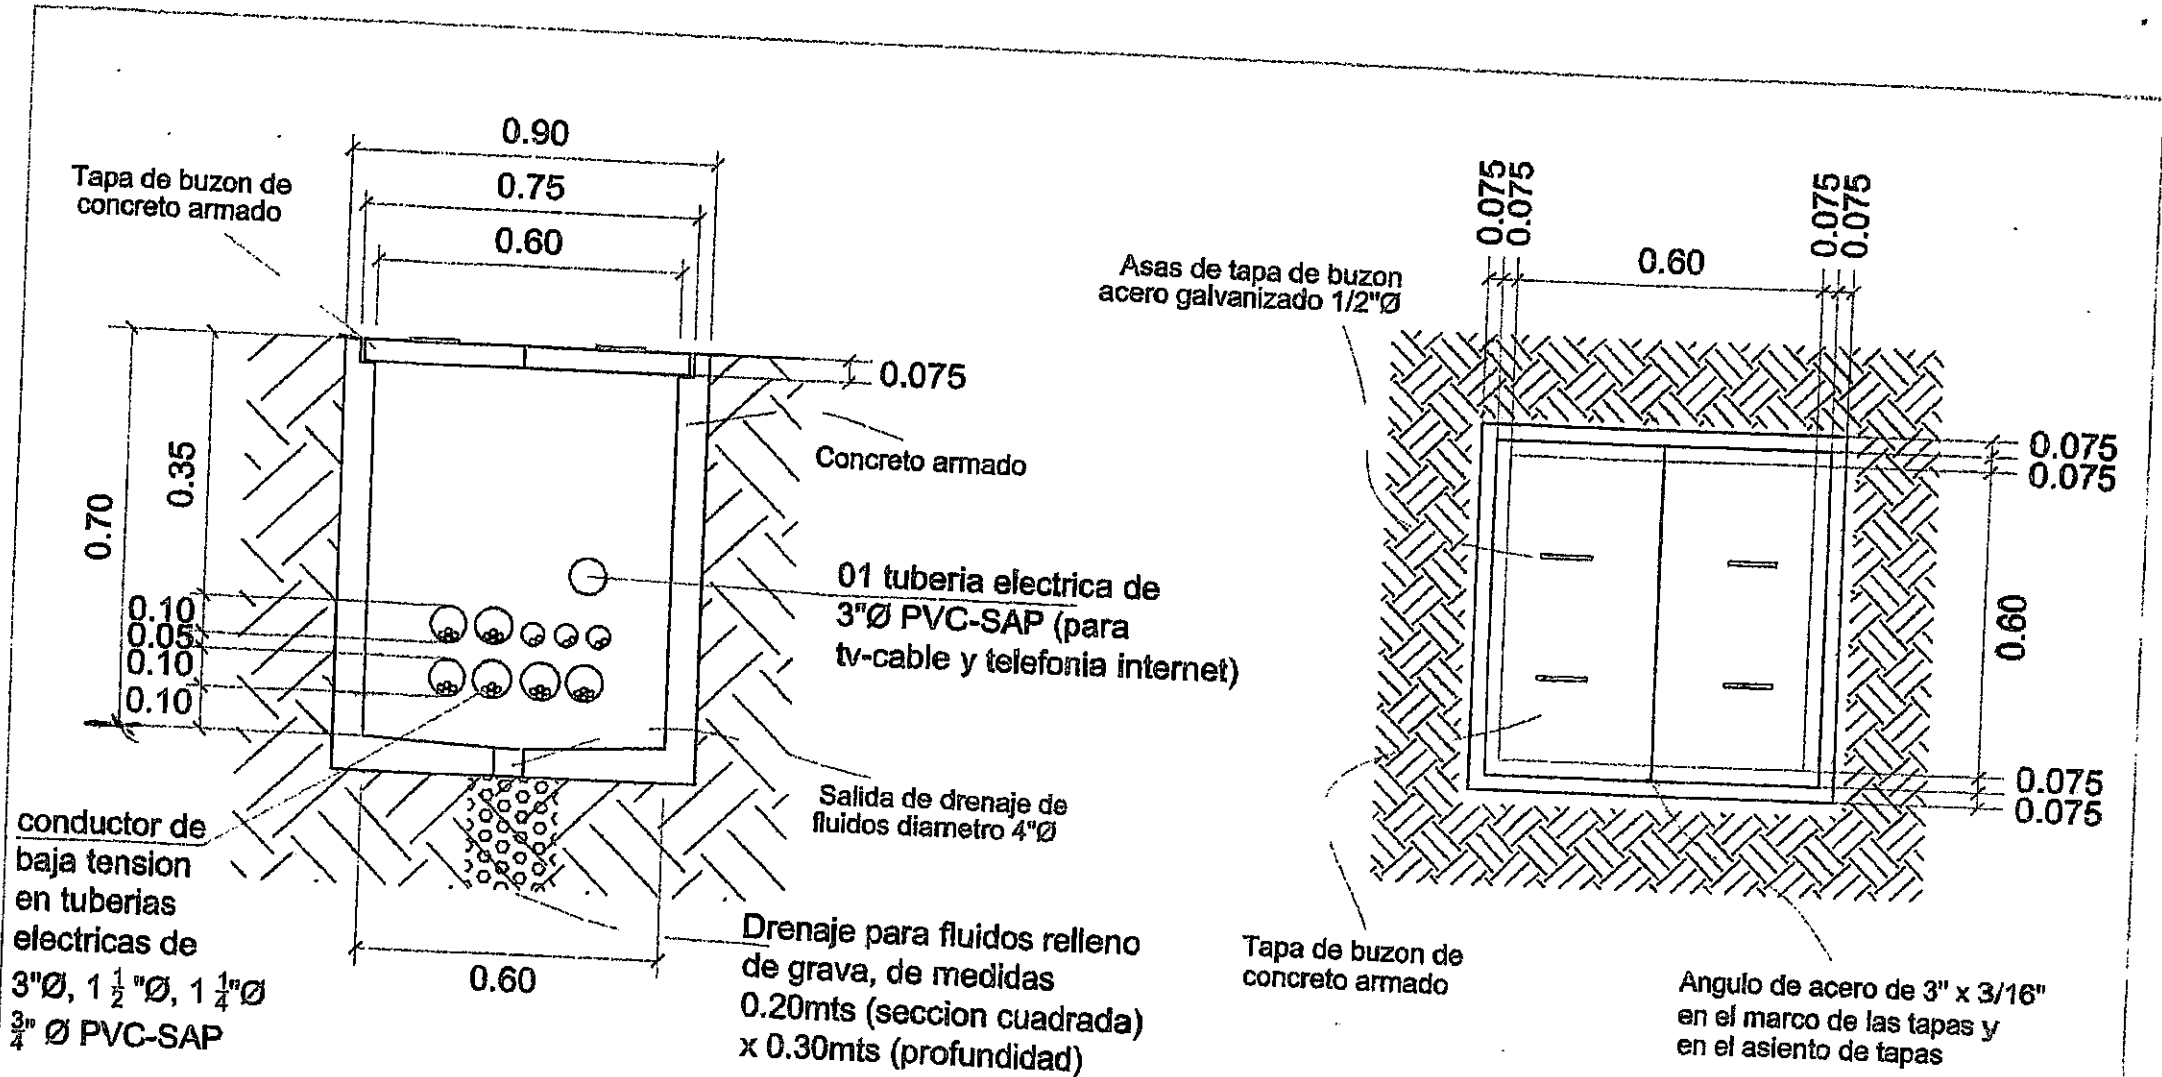 0.90
Tapa de buzon de
concreto armado
0.75
0.60
0.075
0.35
0.70
Concreto armado
01 tuberia electrica de
3"Ø PVC-SAP (para
tv-cable y telefonia internet)
0.10
0.05
0.10
0.10
Salida de drenaje de
fluidos diametro 4"Ø
conductor de
baja tension
en tuberias
electricas de
3"Ø, 1 1/2 "Ø, 1 1/4"Ø
3/4" Ø PVC-SAP
0.60
Drenaje para fluidos relleno
de grava, de medidas
0.20mts (seccion cuadrada)
x 0.30mts (profundidad)
0.075
0.075
0.60
0.075
0.075
Asas de tapa de buzon
acero galvanizado 1/2"Ø
0.075
0.075
0.60
0.075
0.075
Tapa de buzon de
concreto armado
Angulo de acero de 3" x 3/16"
en el marco de las tapas y
en el asiento de tapas